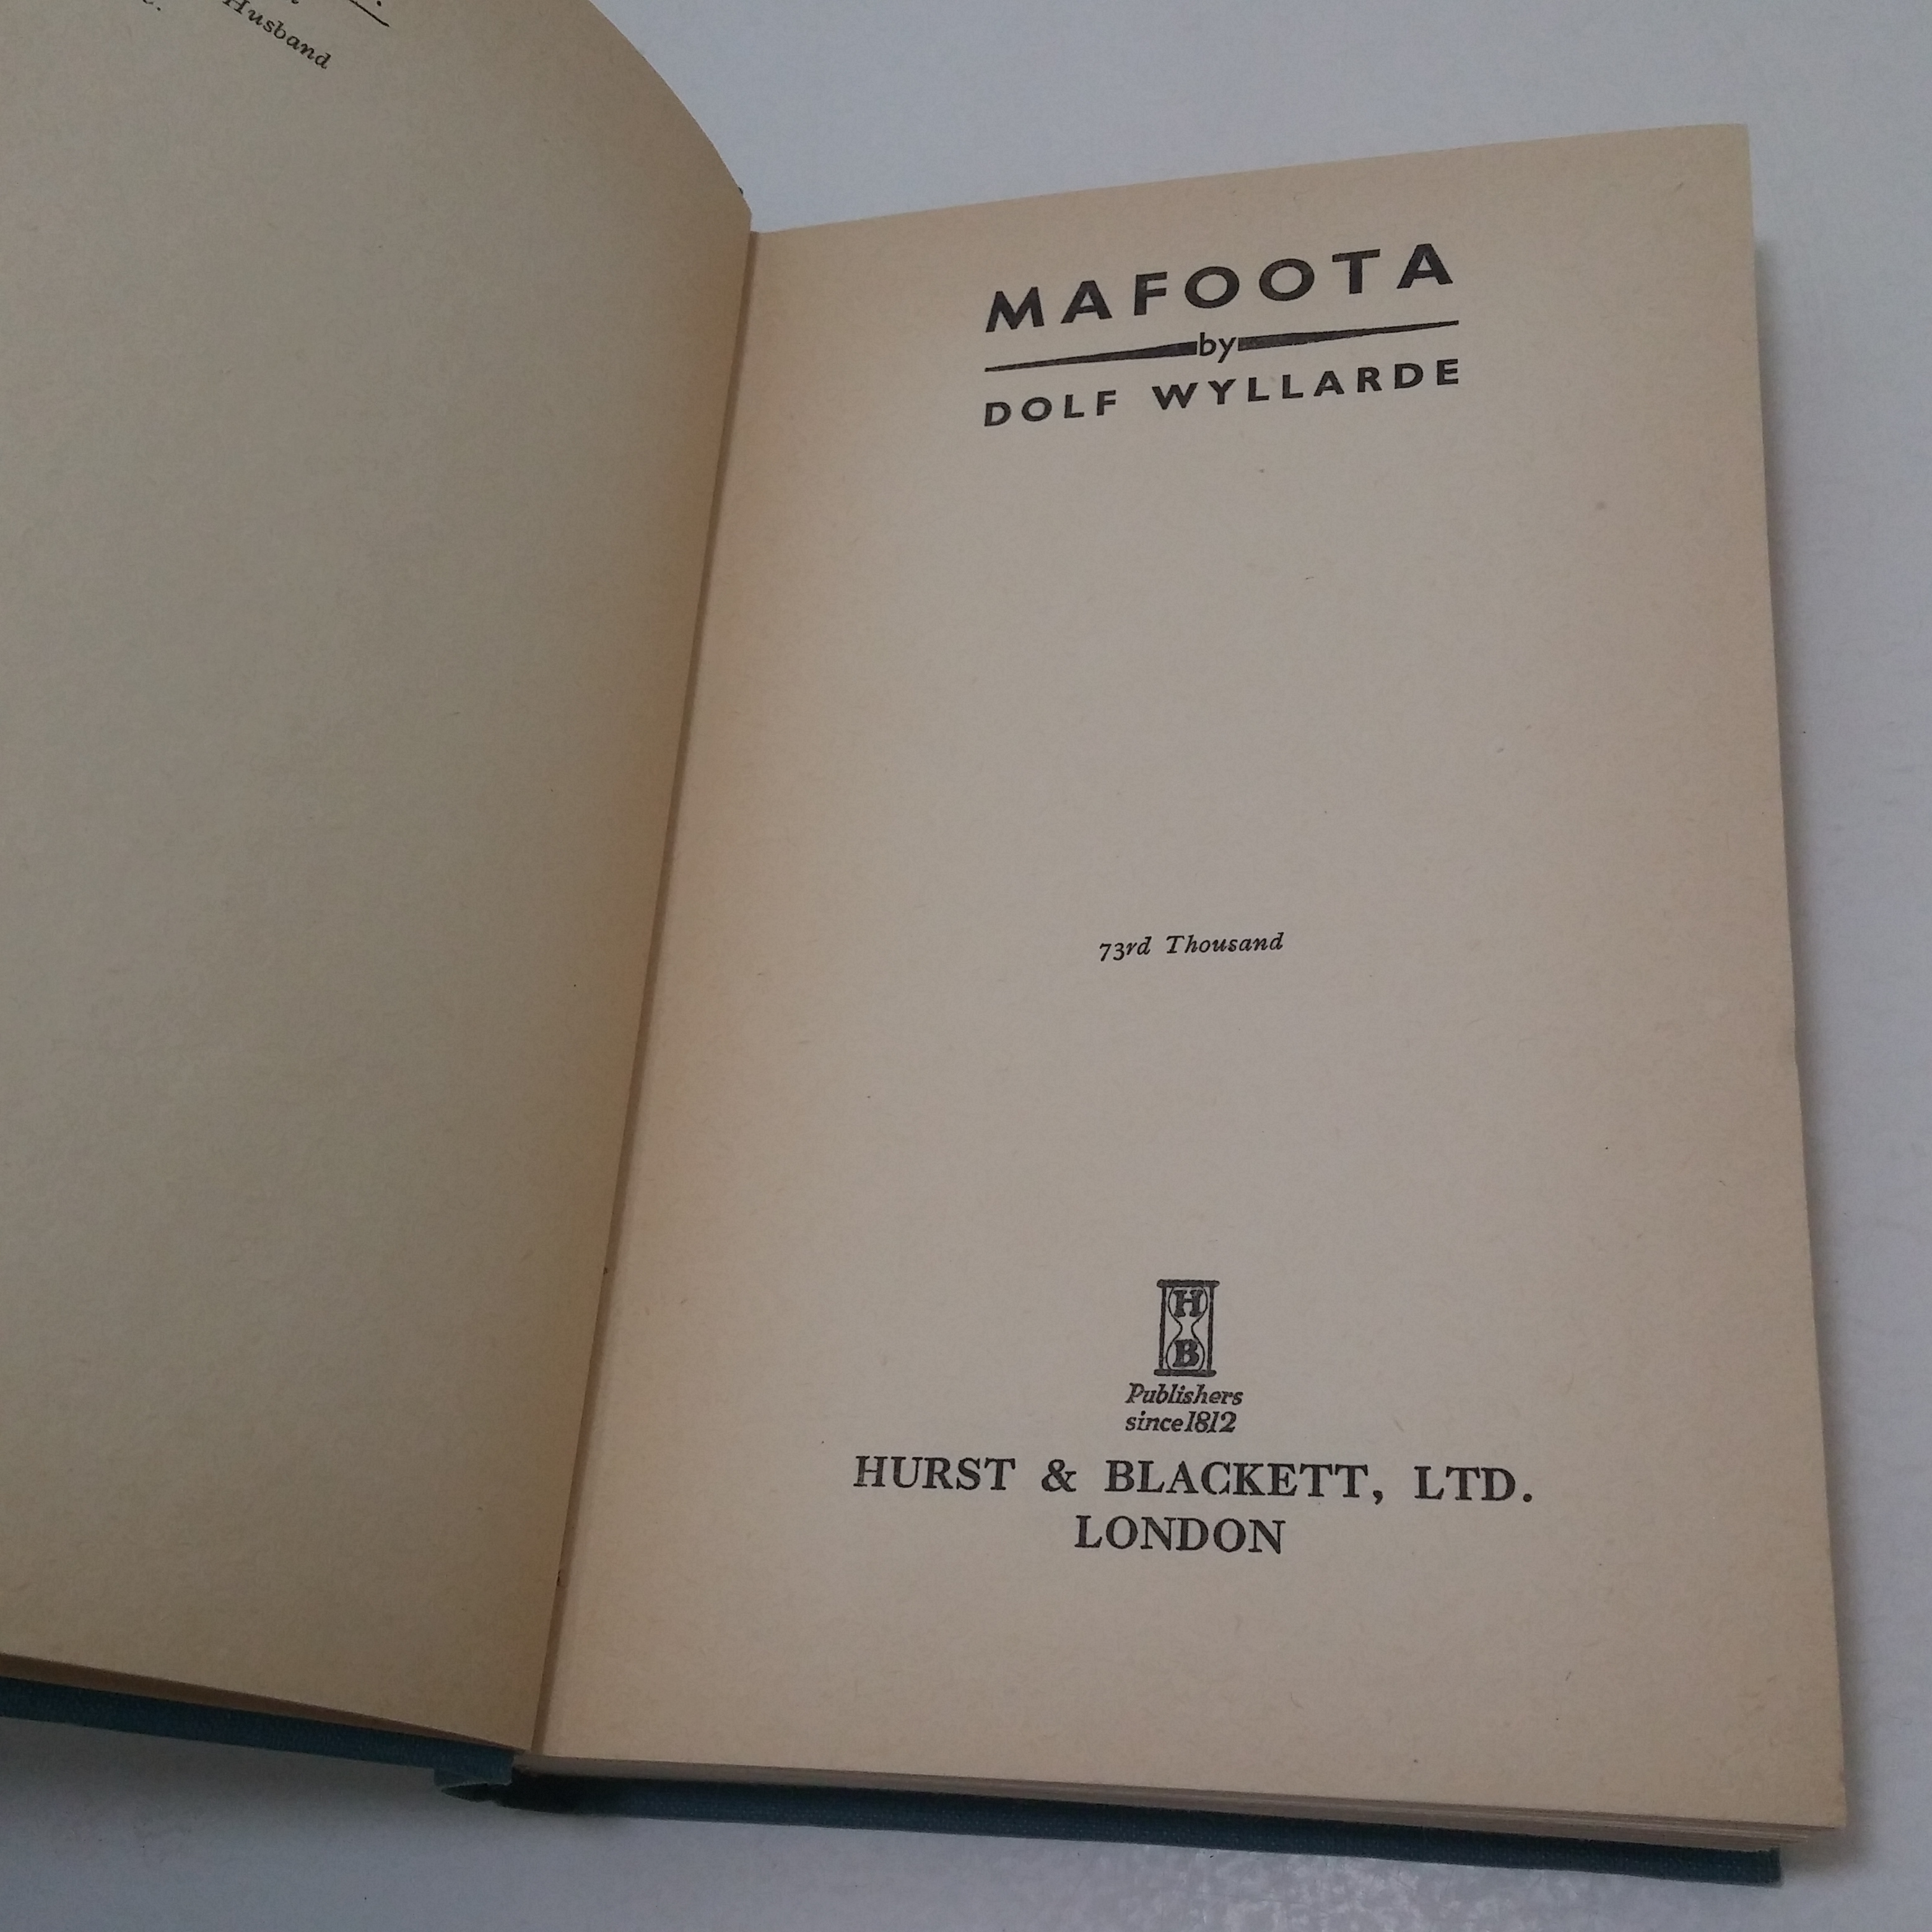 Husband
MAFOOTA
by
DOLF WYLLARDE
73rd Thousand
H
B
Publishers
since 1812
HURST & BLACKETT, LTD.
LONDON